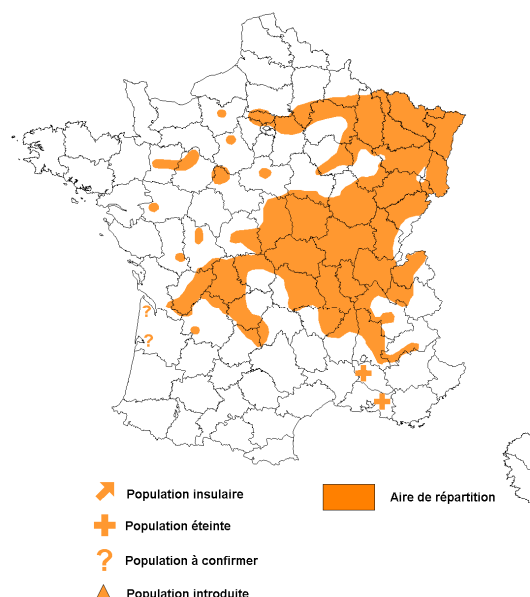 ?
?
Population insulaire
Aire de répartition
Population éteinte
? Population à confirmer
Population introduite